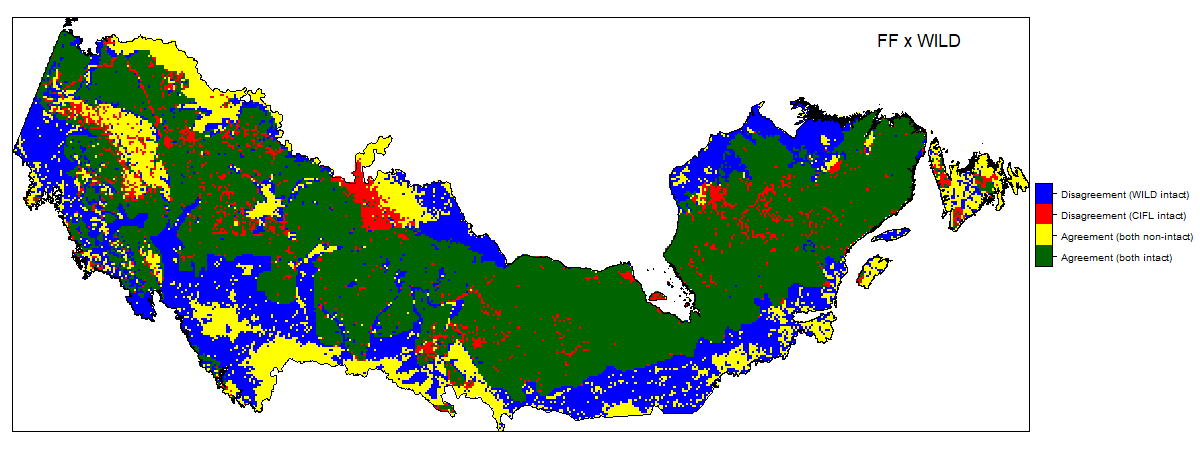 FF x WILD
Disagreement (WILD intact)
Disagreement (CIFL intact)
Agreement (both non-intact)
Agreement (both intact)